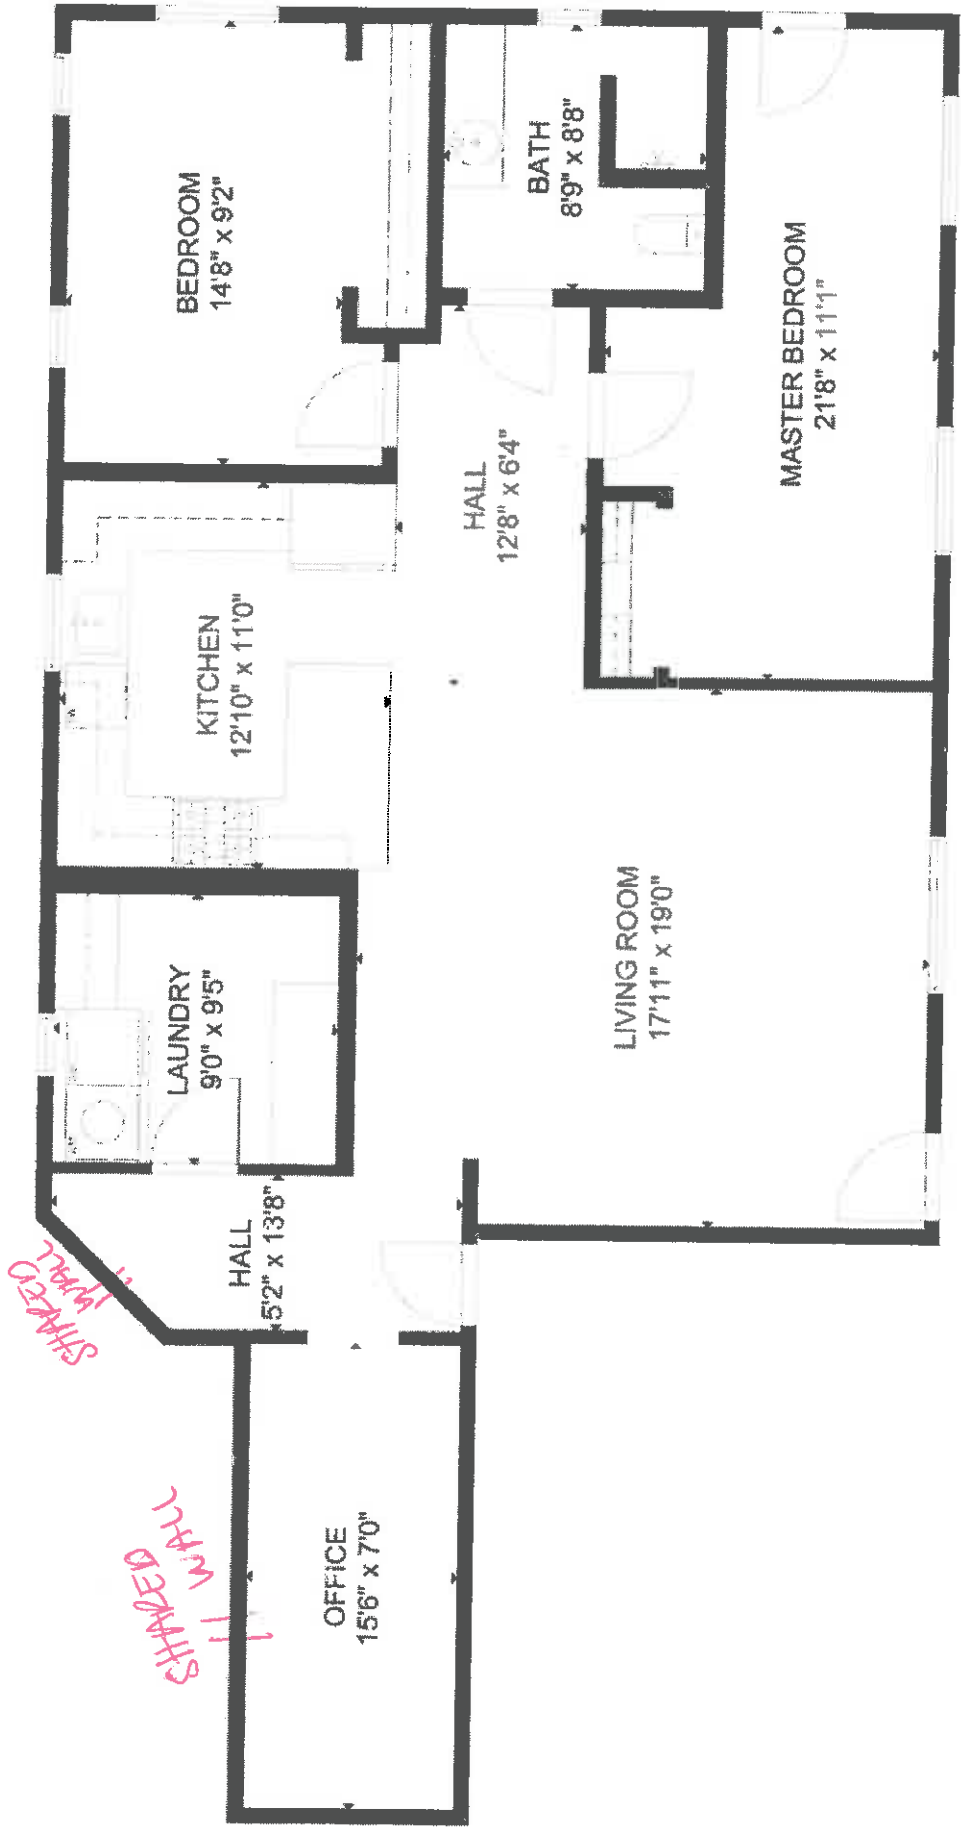 BEDROOM
14'8" x 9'2"
BATH
8'9" x 8'8"
MASTER BEDROOM
21'8" x 11'1"
HALL
12'8" x 6'4"
KITCHEN
12'10" x 11'0"
LIVING ROOM
17'11" x 19'0"
LAUNDRY
9'0" x 9'5"
HALL
5'2" x 13'8"
OFFICE
15'6" x 7'0"
SHARED
WALL
SHARED
WALL